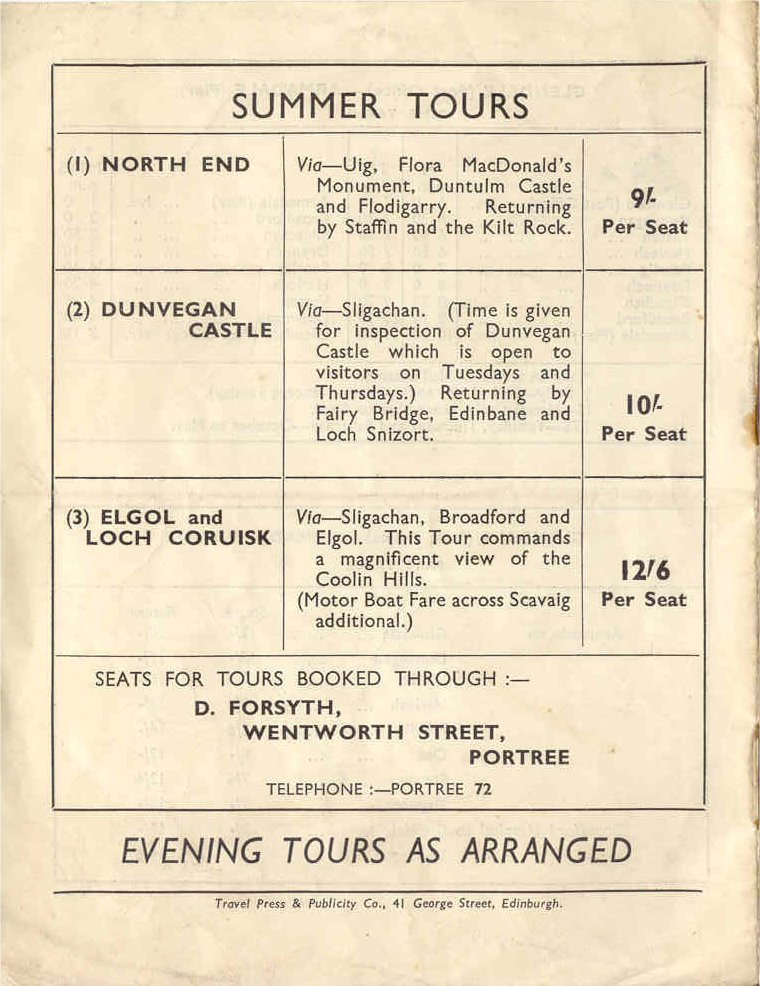 SUMMER TOURS
(1) NORTH END
Via—Uig, Flora MacDonald's
Monument, Duntulm Castle
and Flodigarry. Returning
by Staffin and the Kilt Rock.
9/-
Per Seat
(2) DUNVEGAN
CASTLE
Via—Sligachan. (Time is given
for inspection of Dunvegan
Castle which is open to
visitors on Tuesdays and
Thursdays.) Returning by
Fairy Bridge, Edinbane and
Loch Snizort.
10/-
Per Seat
(3) ELGOL and
LOCH CORUISK
Via—Sligachan, Broadford and
Elgol. This Tour commands
a magnificent view of the
Coolin Hills.
(Motor Boat Fare across Scavaig
additional.)
12/6
Per Seat
SEATS FOR TOURS BOOKED THROUGH :—
D. FORSYTH,
WENTWORTH STREET,
PORTREE
TELEPHONE :—PORTREE 72
EVENING TOURS AS ARRANGED
Travel Press & Publicity Co., 41 George Street, Edinburgh.